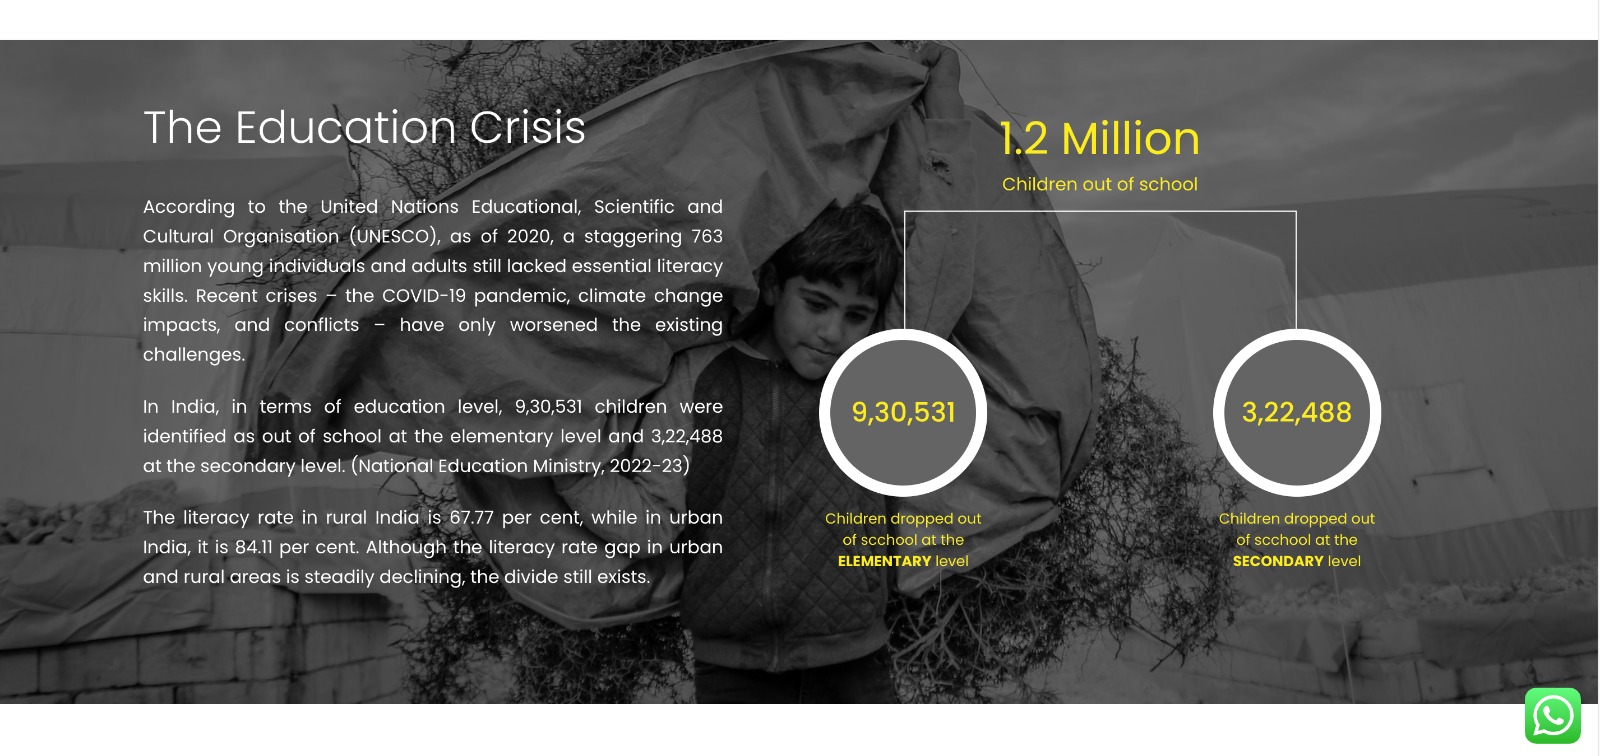 The Education Crisis
According to the United Nations Educational, Scientific and
Cultural Organisation (UNESCO), as of 2020, a staggering 763
million young individuals and adults still lacked essential literacy
skills. Recent crises – the COVID-19 pandemic, climate change
impacts, and conflicts – have only worsened the existing
challenges.
In India, in terms of education level, 9,30,531 children were
identified as out of school at the elementary level and 3,22,488
at the secondary level. (National Education Ministry, 2022-23)
The literacy rate in rural India is 67.77 per cent, while in urban
India, it is 84.11 per cent. Although the literacy rate gap in urban
and rural areas is steadily declining, the divide still exists.
1.2 Million
Children out of school
9,30,531
Children dropped out
of scchool at the
ELEMENTARY level
3,22,488
Children dropped out
of scchool at the
SECONDARY level